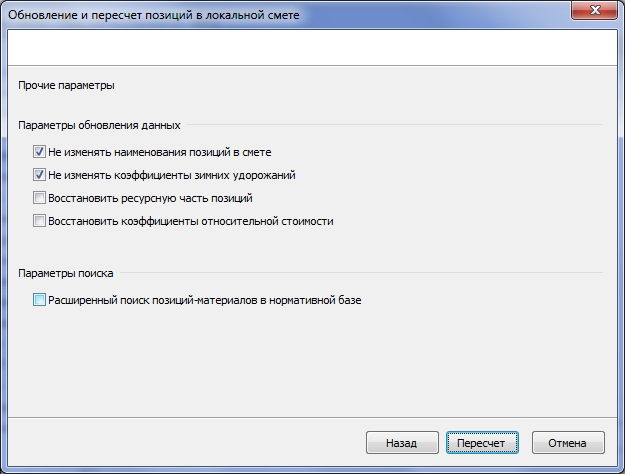 Обновление и пересчет позиций в локальной смете
Прочие параметры
Параметры обновления данных
Не изменять наименования позиций в смете
Не изменять коэффициенты зимних удорожаний
Восстановить ресурсную часть позиций
Восстановить коэффициенты относительной стоимости
Параметры поиска
Расширенный поиск позиций-материалов в нормативной базе
Назад Пересчет Отмена